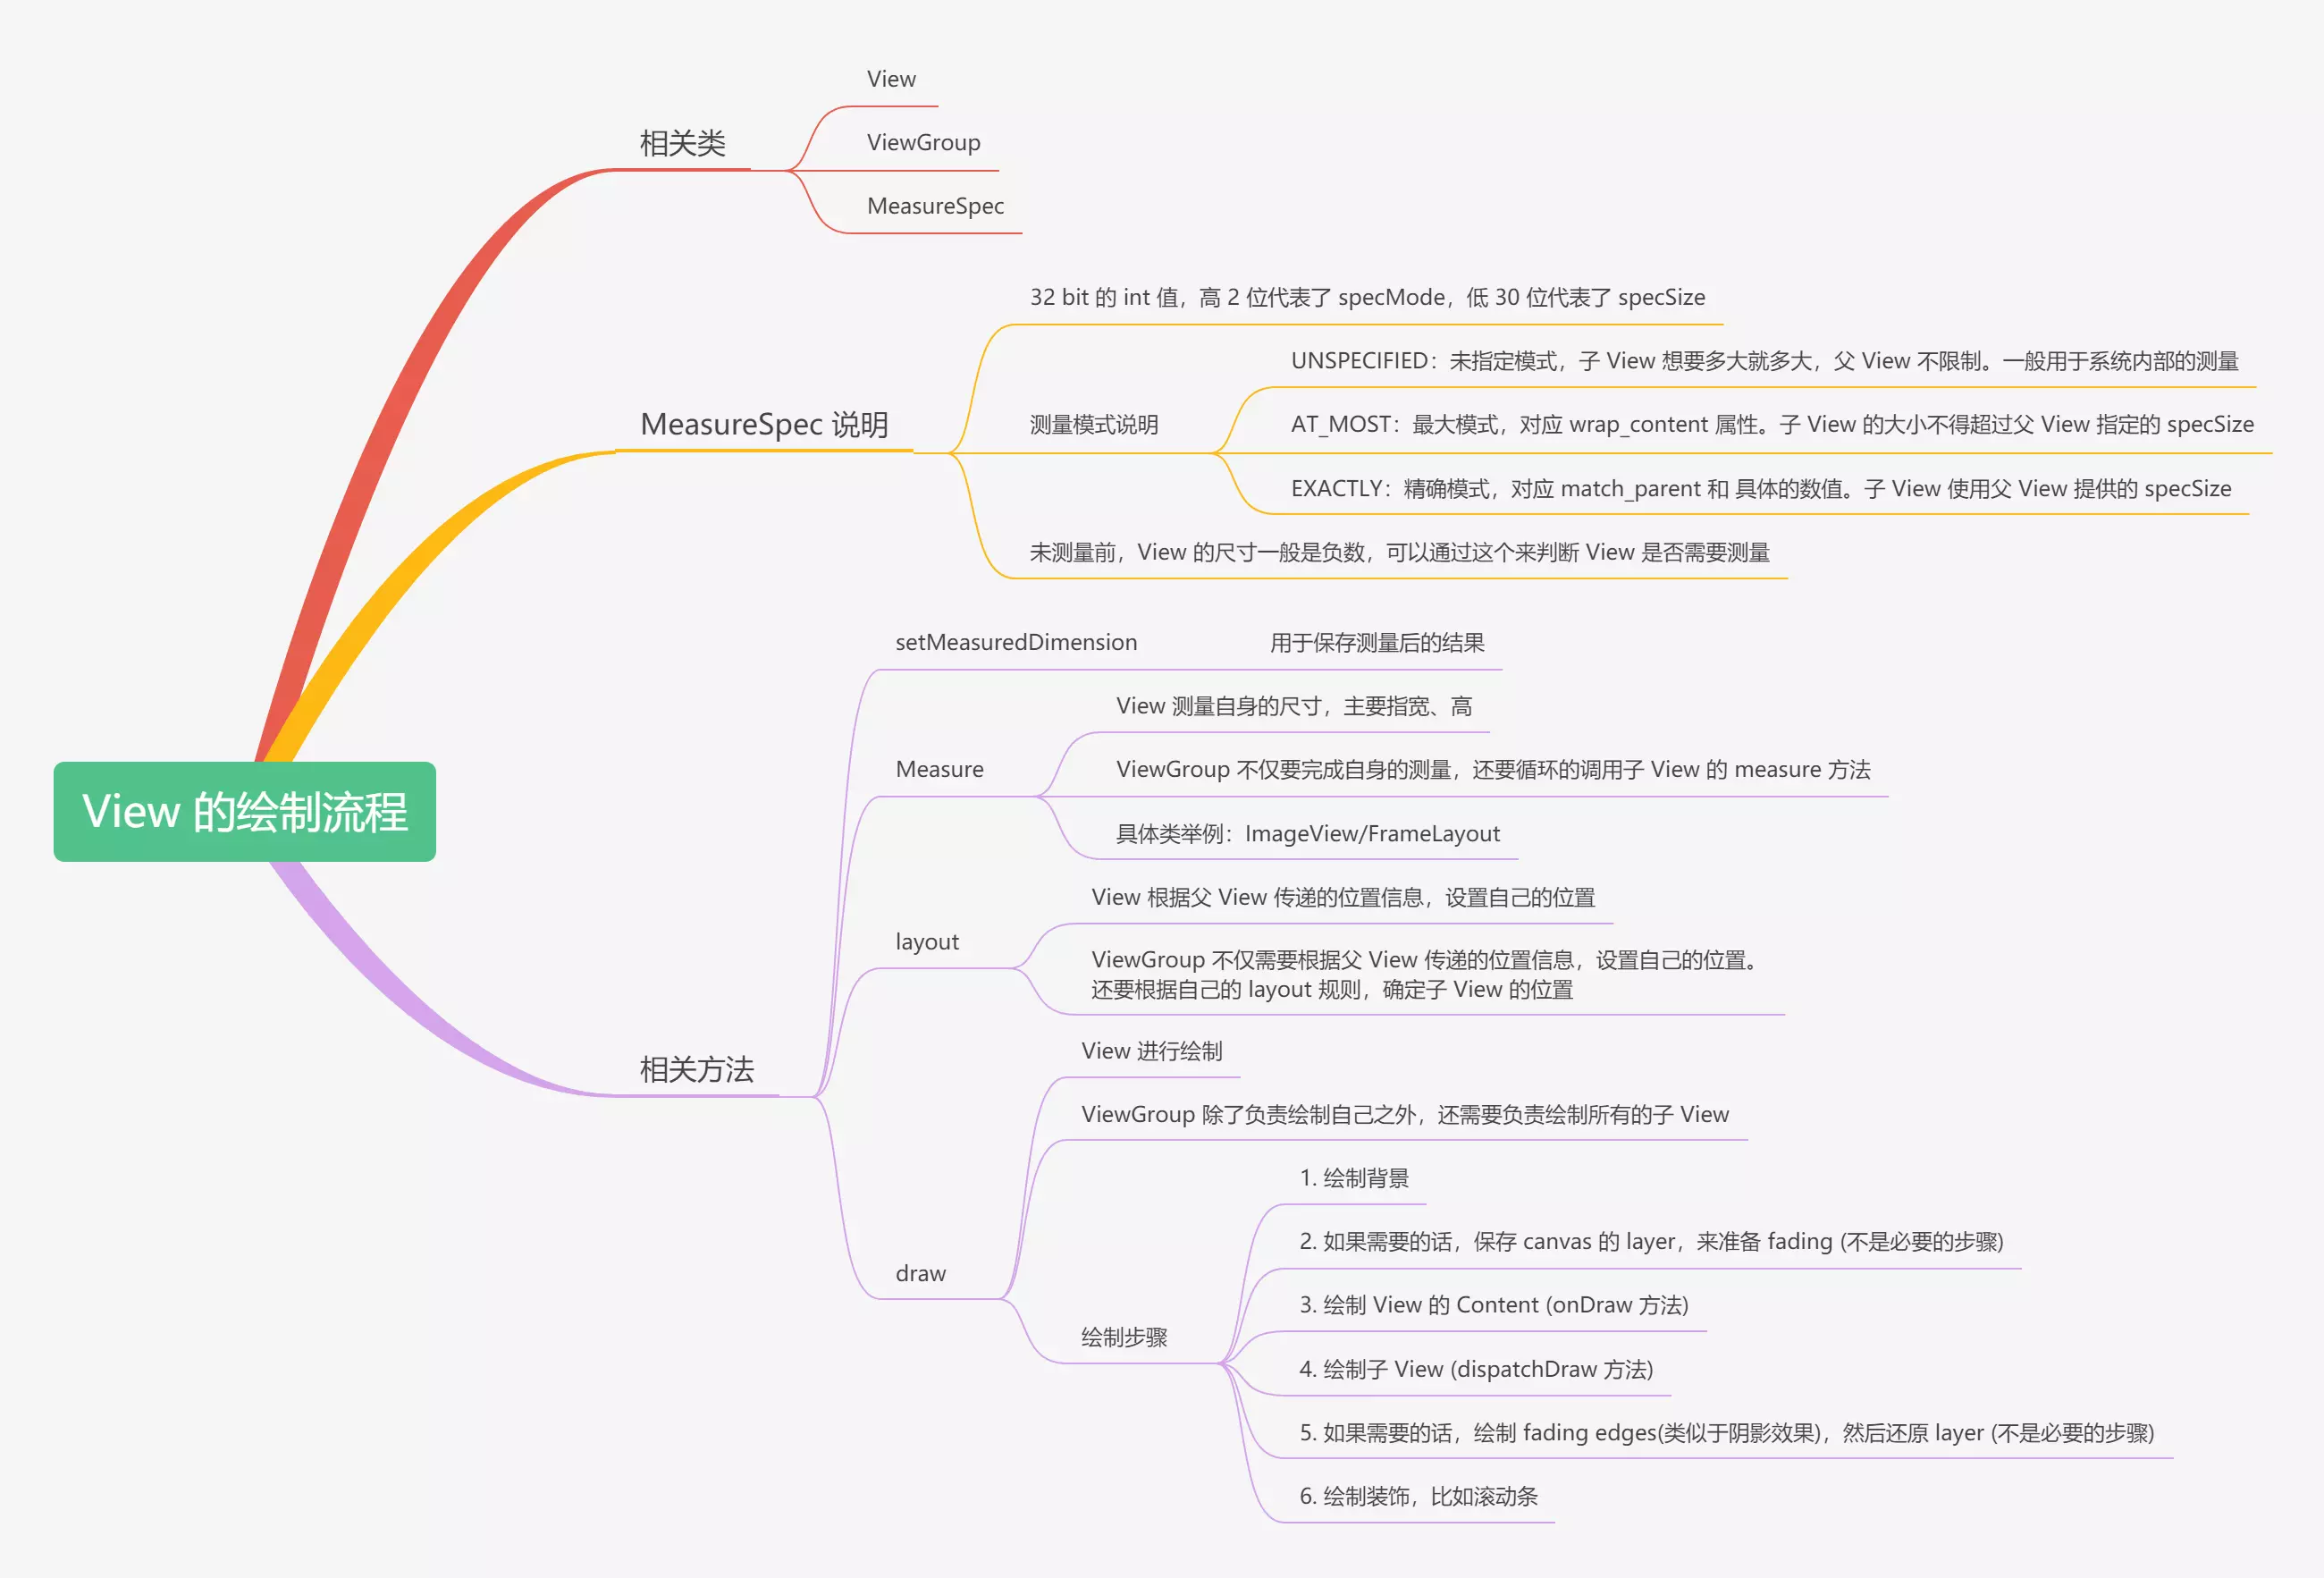 View
相关类
ViewGroup
MeasureSpec
32 bit 的 int 值，高 2 位代表了 specMode，低 30 位代表了 specSize
UNSPECIFIED：未指定模式，子 View 想要多大就多大，父 View 不限制。一般用于系统内部的测量
MeasureSpec 说明
测量模式说明
AT_MOST：最大模式，对应 wrap_content 属性。子 View 的大小不得超过父 View 指定的 specSize
EXACTLY：精确模式，对应 match_parent 和 具体的数值。子 View 使用父 View 提供的 specSize
未测量前，View 的尺寸一般是负数，可以通过这个来判断 View 是否需要测量
setMeasuredDimension
用于保存测量后的结果
View 测量自身的尺寸，主要指宽、高
Measure
ViewGroup 不仅要完成自身的测量，还要循环的调用子 View 的 measure 方法
具体类举例：ImageView/FrameLayout
View 的绘制流程
View 根据父 View 传递的位置信息，设置自己的位置
layout
ViewGroup 不仅需要根据父 View 传递的位置信息，设置自己的位置。
还要根据自己的 layout 规则，确定子 View 的位置
相关方法
View 进行绘制
ViewGroup 除了负责绘制自己之外，还需要负责绘制所有的子 View
draw
绘制步骤
1. 绘制背景
2. 如果需要的话，保存 canvas 的 layer，来准备 fading (不是必要的步骤)
3. 绘制 View 的 Content (onDraw 方法)
4. 绘制子 View (dispatchDraw 方法)
5. 如果需要的话，绘制 fading edges(类似于阴影效果)，然后还原 layer (不是必要的步骤)
6. 绘制装饰，比如滚动条